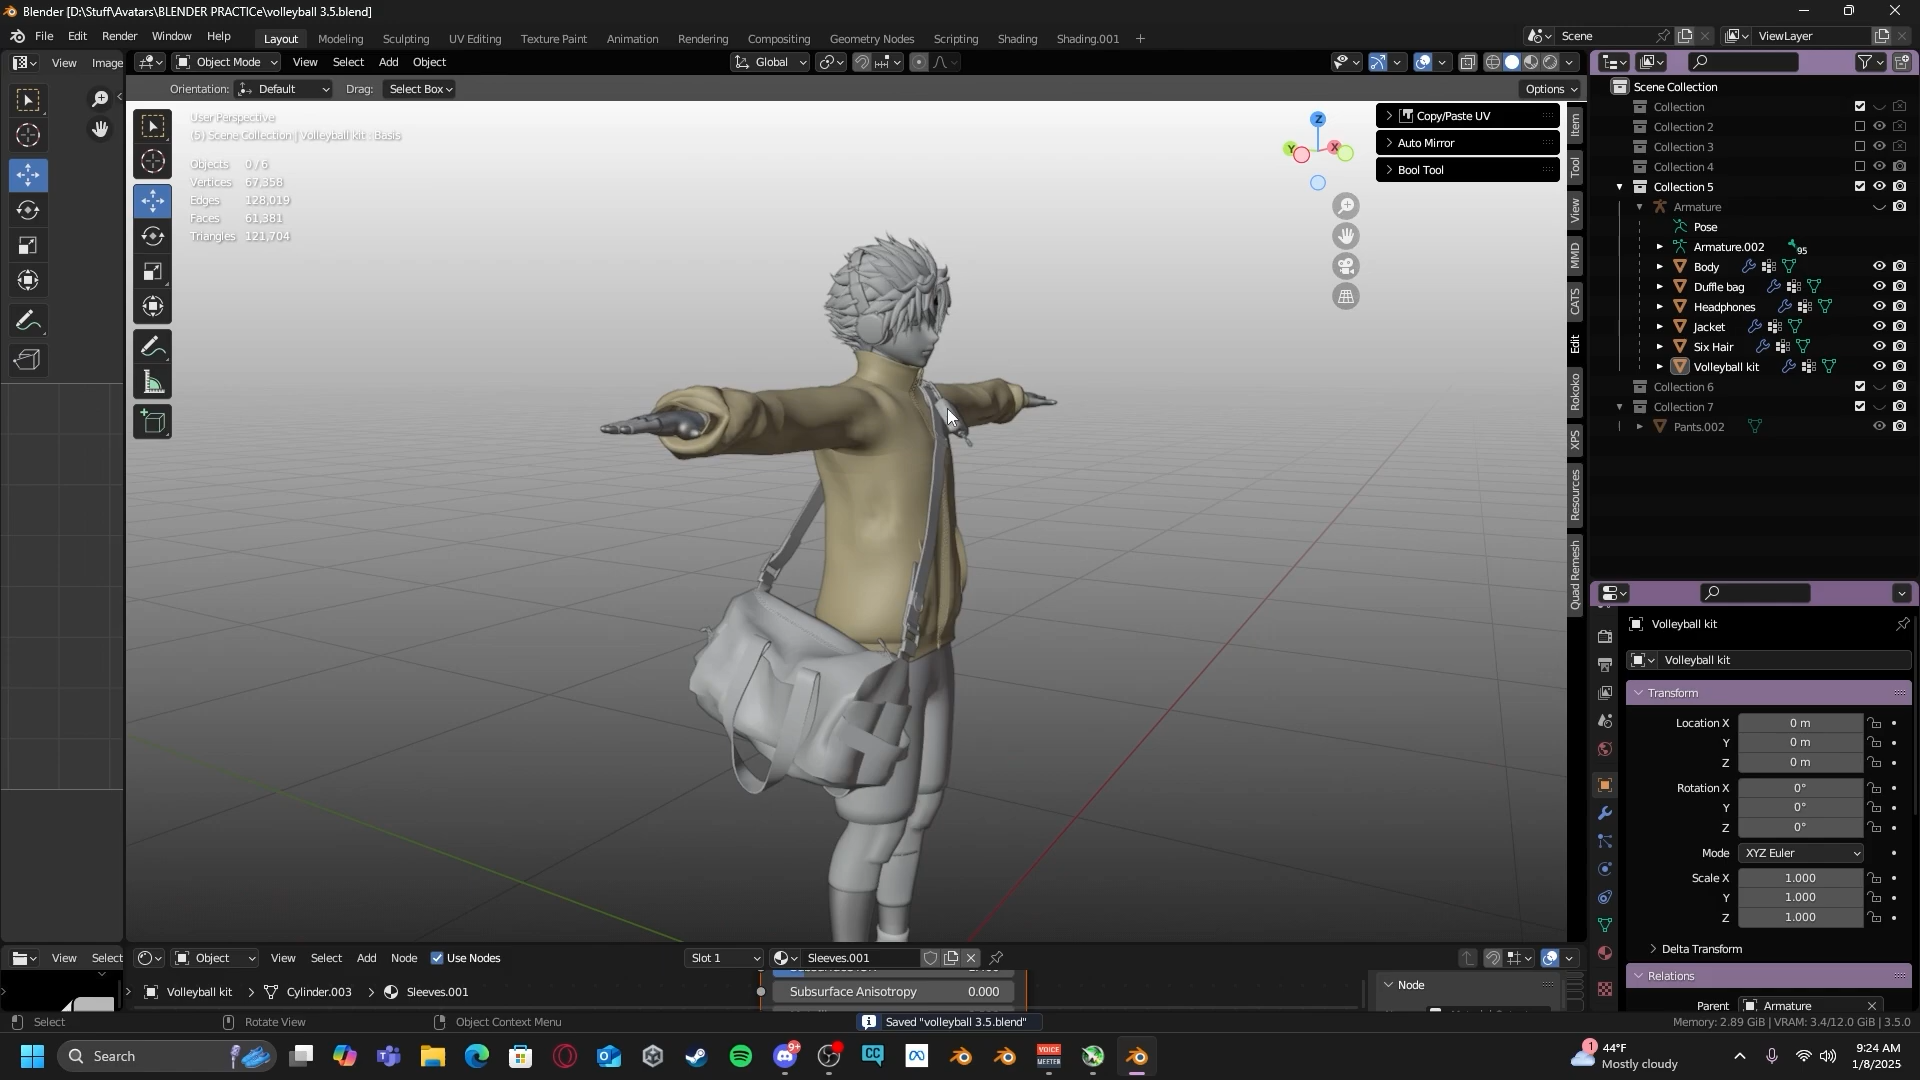 Blender [D:\Stuff\Avatars\BLENDER PRACTICe\volleyball 3.5.blend]
File Edit Render Window Help
Layout Modeling Sculpting UV Editing Texture Paint Animation Rendering Compositing Geometry Nodes Scripting Shading Shading.001 +
Scene
ViewLayer
View Image
Object Mode View Select Add Object
Global
Orientation: Default Drag: Select Box
Options
User Perspective
(5) Scene Collection | Volleyball kit : Basis
Objects 0 / 6
Vertices 67,358
Edges 128,019
Faces 61,381
Triangles 121,704
Z
Y
X
Copy/Paste UV
Auto Mirror
Bool Tool
Item
Tool
View
MMD
CATS
Edit
Rokoko
XPS
Resources
Quad Remesh
Scene Collection
Collection
Collection 2
Collection 3
Collection 4
Collection 5
Armature
Pose
Armature.002 95
Body
Duffle bag
Headphones
Jacket
Six Hair
Volleyball kit
Collection 6
Collection 7
Pants.002
Volleyball kit
Volleyball kit
Transform
Location X 0 m
Y 0 m
Z 0 m
Rotation X 0°
Y 0°
Z 0°
Mode XYZ Euler
Scale X 1.000
Y 1.000
Z 1.000
Delta Transform
Relations
Parent Armature
View Select
Object View Select Add Node Use Nodes
Slot 1
Sleeves.001
Volleyball kit > Cylinder.003 > Sleeves.001
Subsurface Anisotropy 0.000
Node
Select Rotate View Object Context Menu
Saved "volleyball 3.5.blend"
Memory: 2.89 GiB | VRAM: 3.4/12.0 GiB | 3.5.0
Search
9+
CC
VOICE
MEETER
1
44°F
Mostly cloudy
9:24 AM
1/8/2025